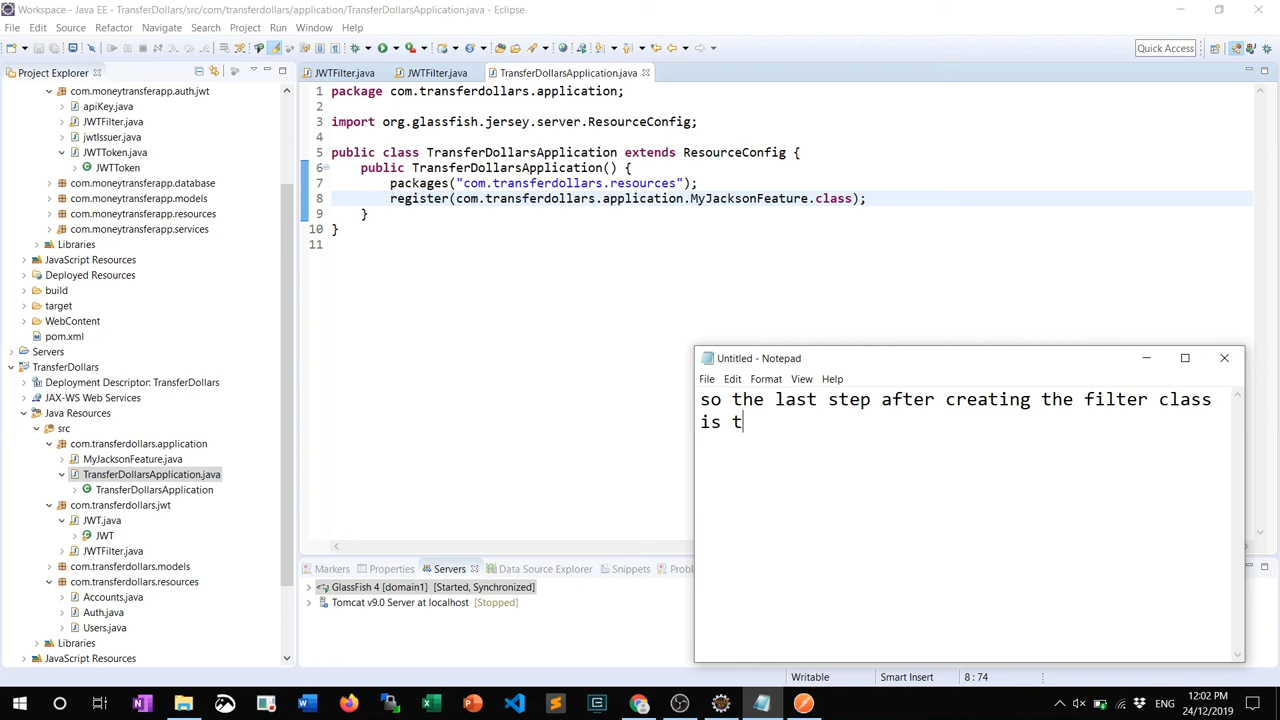 Workspace - Java EE - TransferDollars/src/com/transferdollars/application/TransferDollarsApplication.java - Eclipse
File Edit Source Refactor Navigate Search Project Run Window Help
Quick Access
Project Explorer
JWTFilter.java
JWTFilter.java
TransferDollarsApplication.java
com.moneytransferapp.auth.jwt
apiKey.java
JWTFilter.java
jwtIssuer.java
JWTToken.java
JWTToken
com.moneytransferapp.database
com.moneytransferapp.models
com.moneytransferapp.resources
com.moneytransferapp.services
Libraries
JavaScript Resources
Deployed Resources
build
target
WebContent
pom.xml
Servers
TransferDollars
Deployment Descriptor: TransferDollars
JAX-WS Web Services
Java Resources
src
com.transferdollars.application
MyJacksonFeature.java
TransferDollarsApplication.java
TransferDollarsApplication
com.transferdollars.jwt
JWT.java
JWT
JWTFilter.java
com.transferdollars.models
com.transferdollars.resources
Accounts.java
Auth.java
Users.java
Libraries
JavaScript Resources
1 package com.transferdollars.application;
2
3 import org.glassfish.jersey.server.ResourceConfig;
4
5 public class TransferDollarsApplication extends ResourceConfig {
6 public TransferDollarsApplication() {
7 packages("com.transferdollars.resources");
8 register(com.transferdollars.application.MyJacksonFeature.class);
9 }
10 }
11
Markers Properties Servers Data Source Explorer Snippets Probl
GlassFish 4 [domain1] [Started, Synchronized]
Tomcat v9.0 Server at localhost [Stopped]
Untitled - Notepad
File Edit Format View Help
so the last step after creating the filter class
is t
Writable Smart Insert 8 : 74
12:02 PM
24/12/2019